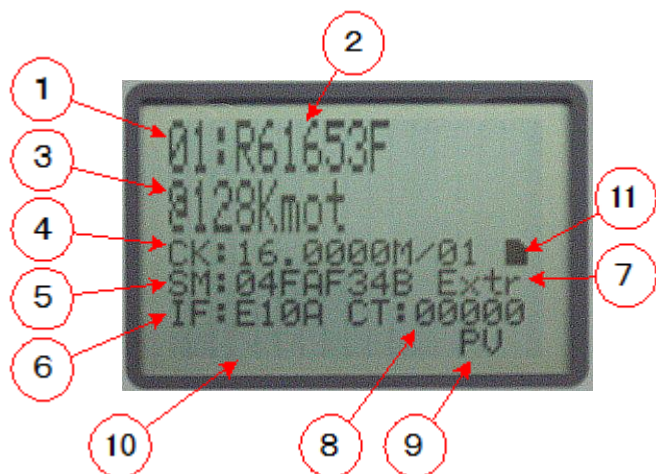 2
1
01:R61653F
3
@128Kmot
11
4
CK:16.0000M/01
5
SM:04FAF34B Extr
7
6
IF:E10A CT:00000
PV
10
8
9